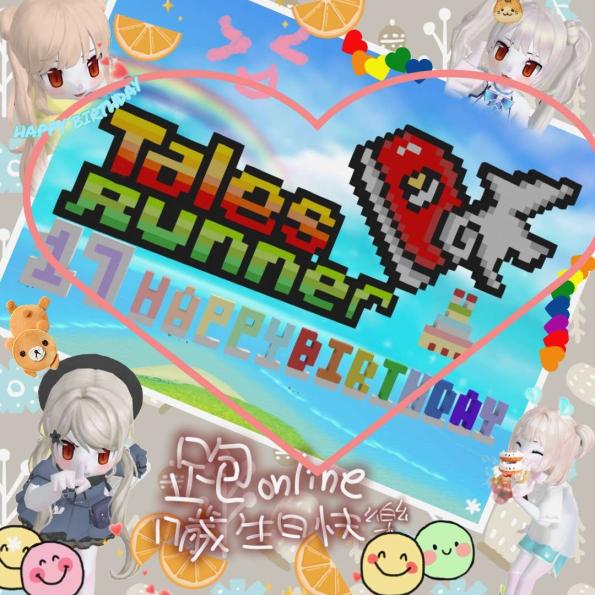 HAPPY BIRTHDAY
Tales
Runner
17 HAPPYBIRTHDAY
跑online
17歲生日快樂